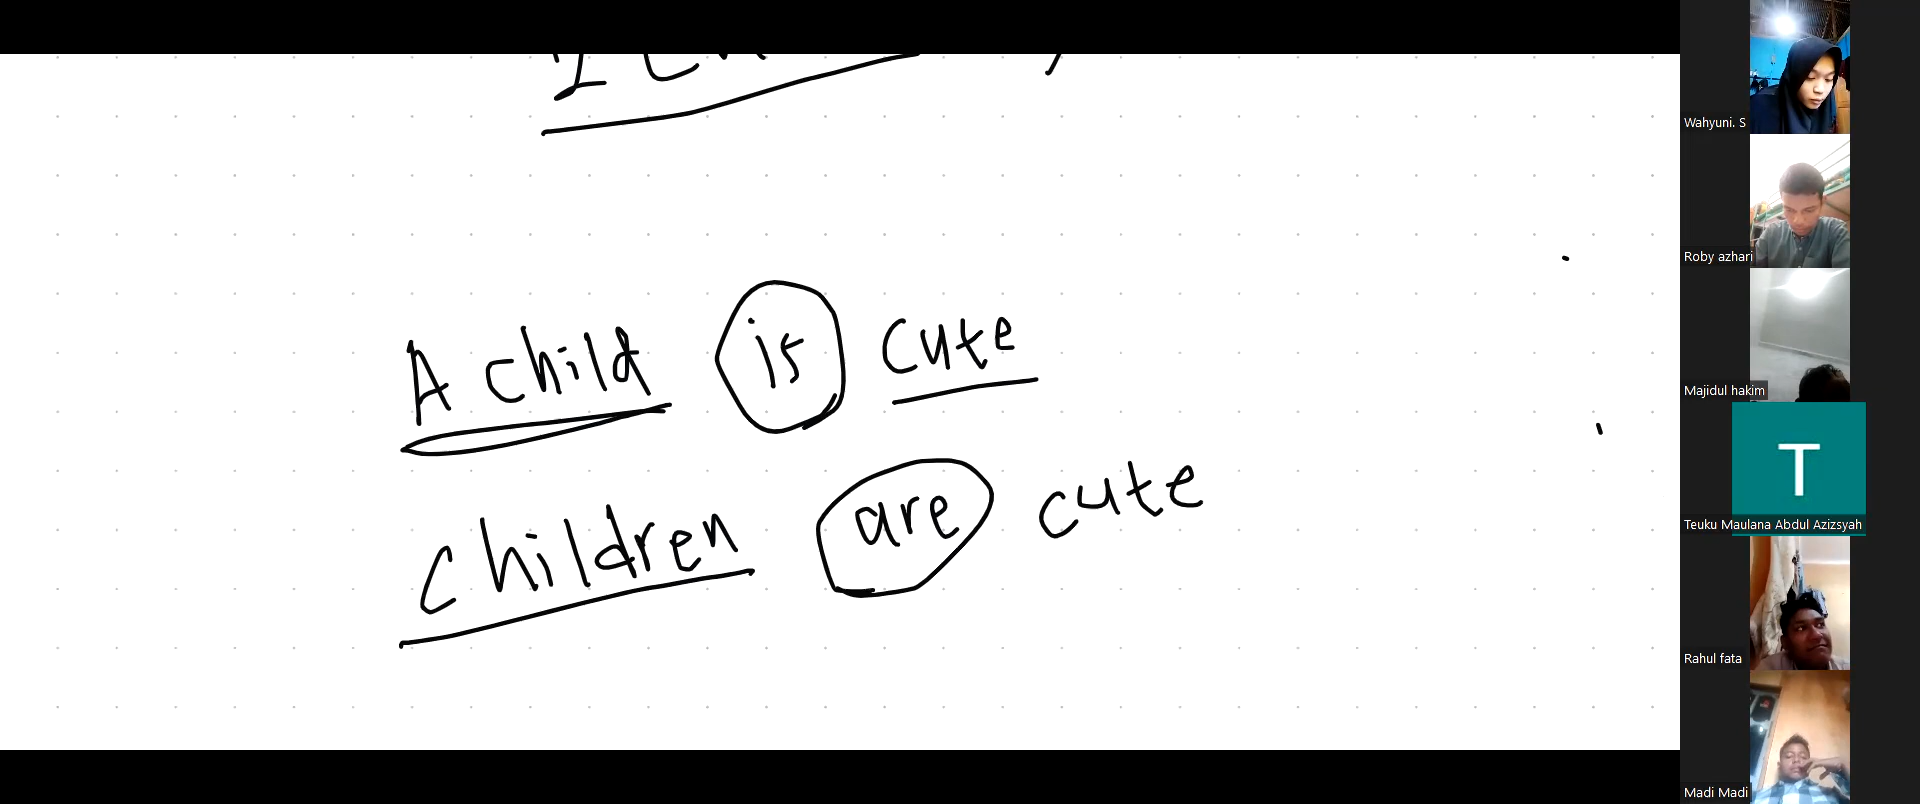 A child is cute
children are cute
Wahyuni. S
Roby azhari
Majidul hakim
T
Teuku Maulana Abdul Azizsyah
Rahul fata
Madi Madi